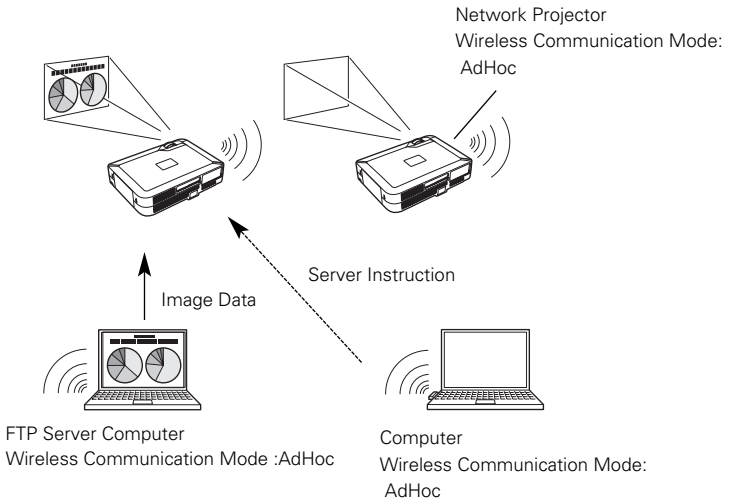 Network Projector
Wireless Communication Mode:
AdHoc
Server Instruction
Image Data
FTP Server Computer
Wireless Communication Mode :AdHoc
Computer
Wireless Communication Mode:
AdHoc